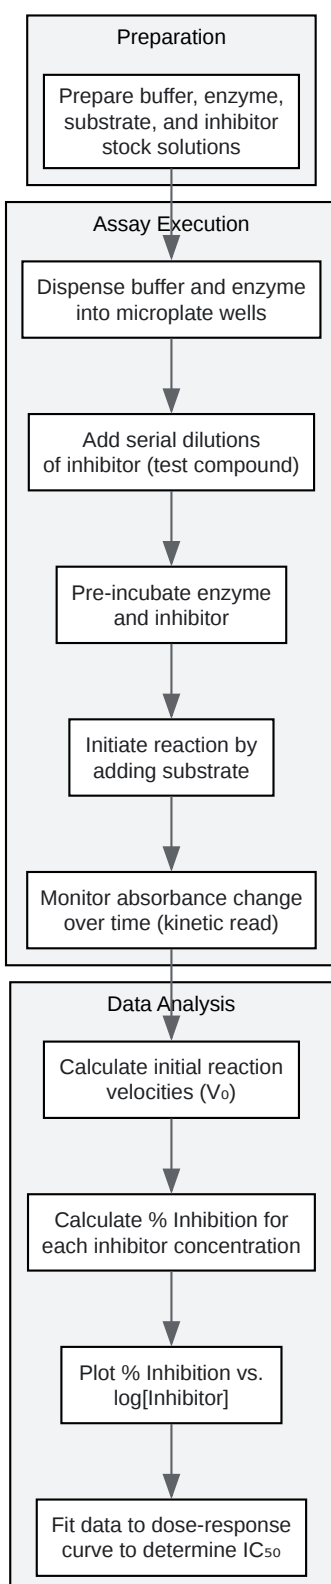 Preparation
Prepare buffer, enzyme,
substrate, and inhibitor
stock solutions
Assay Execution
Dispense buffer and enzyme
into microplate wells
Add serial dilutions
of inhibitor (test compound)
Pre-incubate enzyme
and inhibitor
Initiate reaction by
adding substrate
Monitor absorbance change
over time (kinetic read)
Data Analysis
Calculate initial reaction
velocities (V₀)
Calculate % Inhibition for
each inhibitor concentration
Plot % Inhibition vs.
log[Inhibitor]
Fit data to dose-response
curve to determine IC₅₀